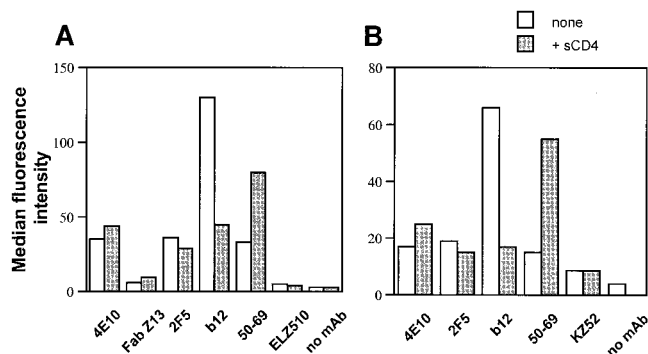 A
B
none
+ sCD4
Median fluorescence
intensity
150
100
50
0
4E10
Fab Z13
2F5
b12
50-69
ELZ510
no mAb
80
60
40
20
0
4E10
2F5
b12
50-69
KZ52
no mAb